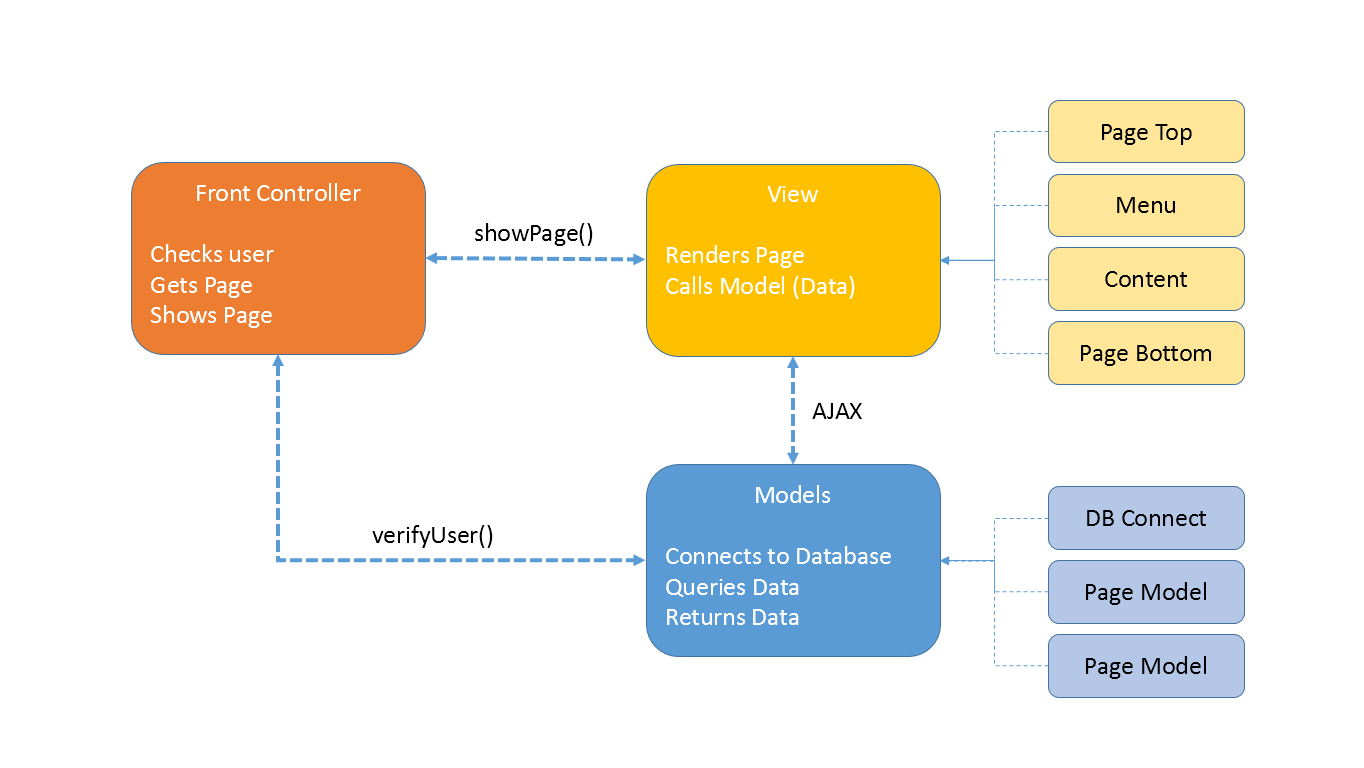 Front Controller
Checks user
Gets Page
Shows Page
showPage()
View
Renders Page
Calls Model (Data)
Page Top
Menu
Content
Page Bottom
AJAX
verifyUser()
Models
Connects to Database
Queries Data
Returns Data
DB Connect
Page Model
Page Model